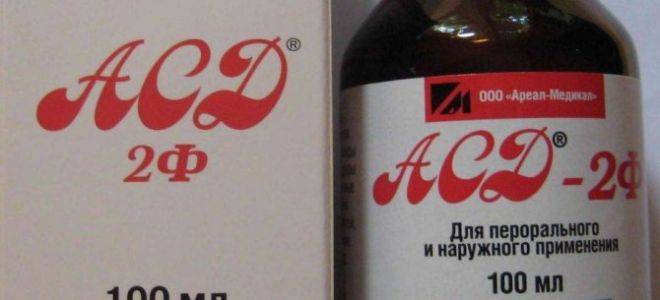 АСД®
2Ф
100 мл
ООО «Ареал-Медикал»
АСД®-2Ф
Для перорального
и наружного применения
100 мл